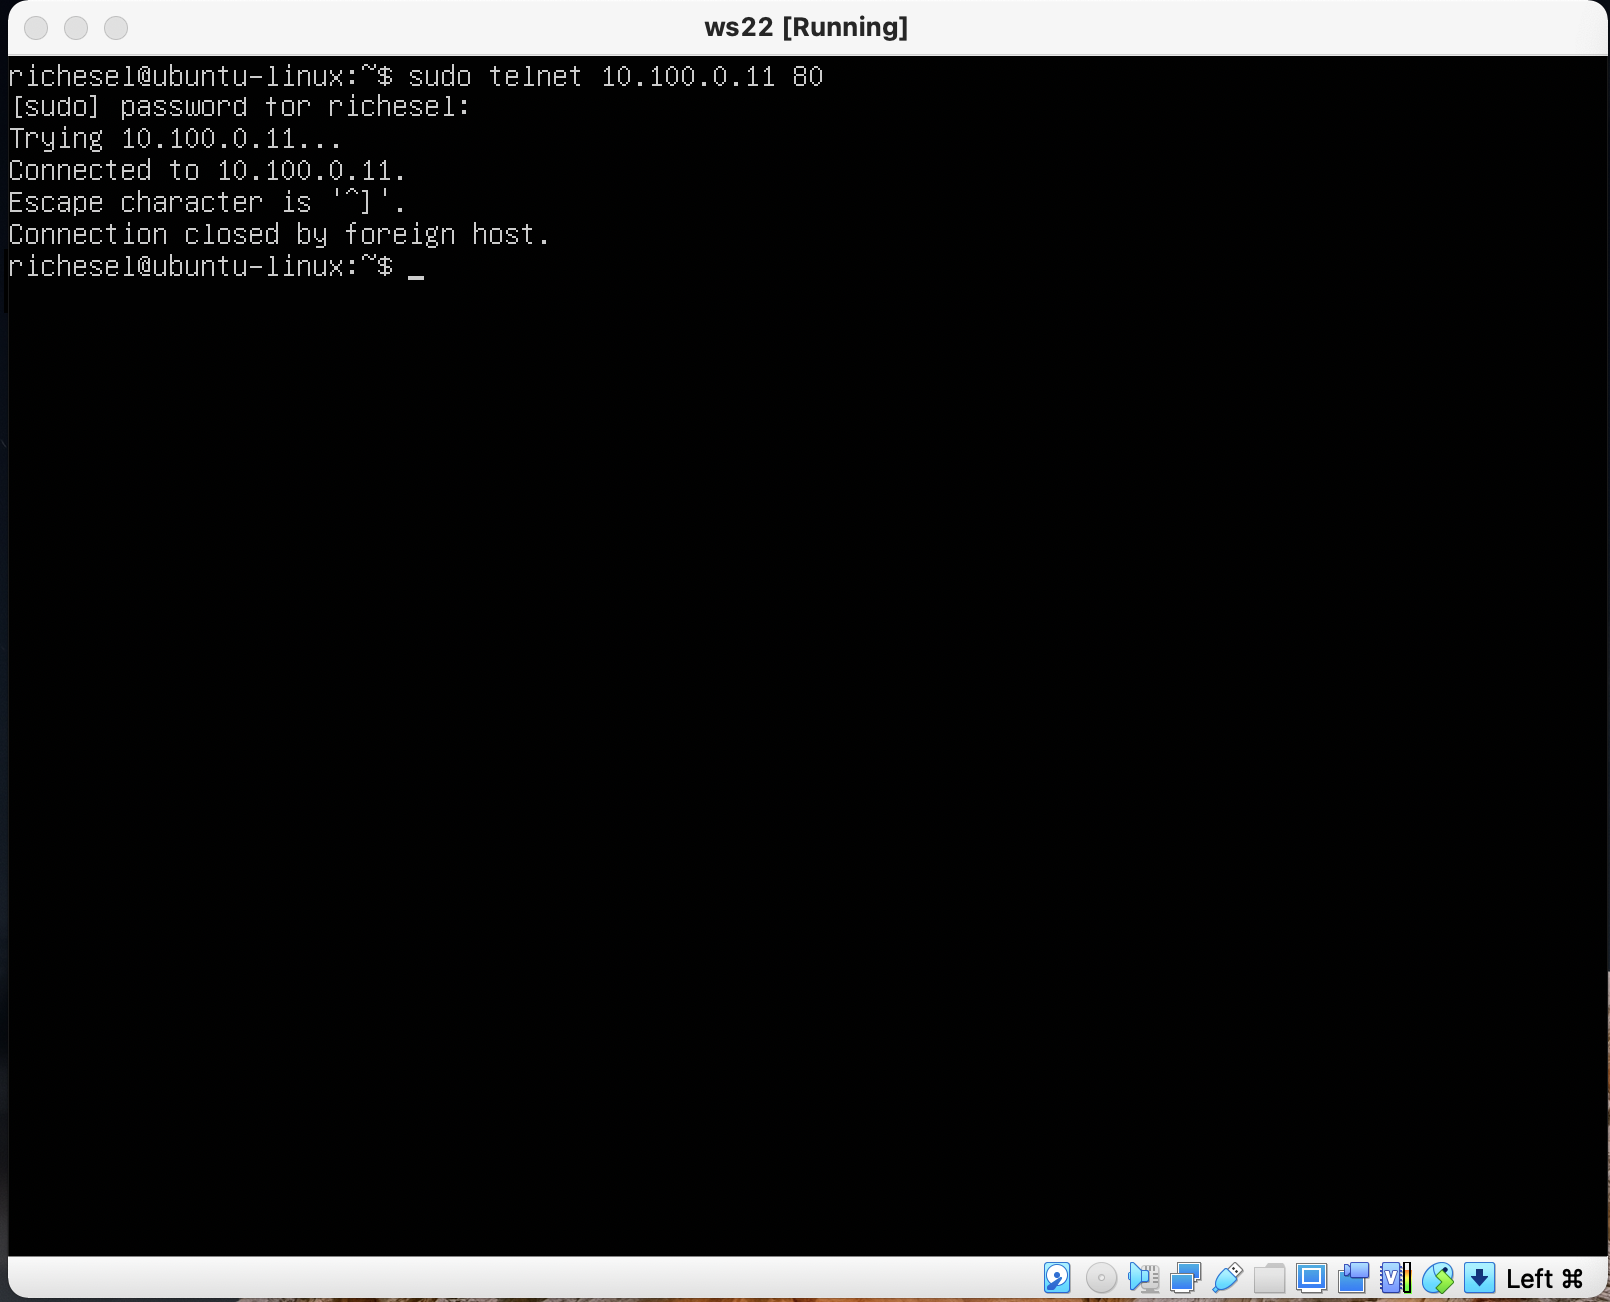 ws22 [Running]
richesel@ubuntu-linux:~$ sudo telnet 10.100.0.11 80
[sudo] password for richesel:
Trying 10.100.0.11...
Connected to 10.100.0.11.
Escape character is '^]'.
Connection closed by foreign host.
richesel@ubuntu-linux:~$ _
Left ⌘